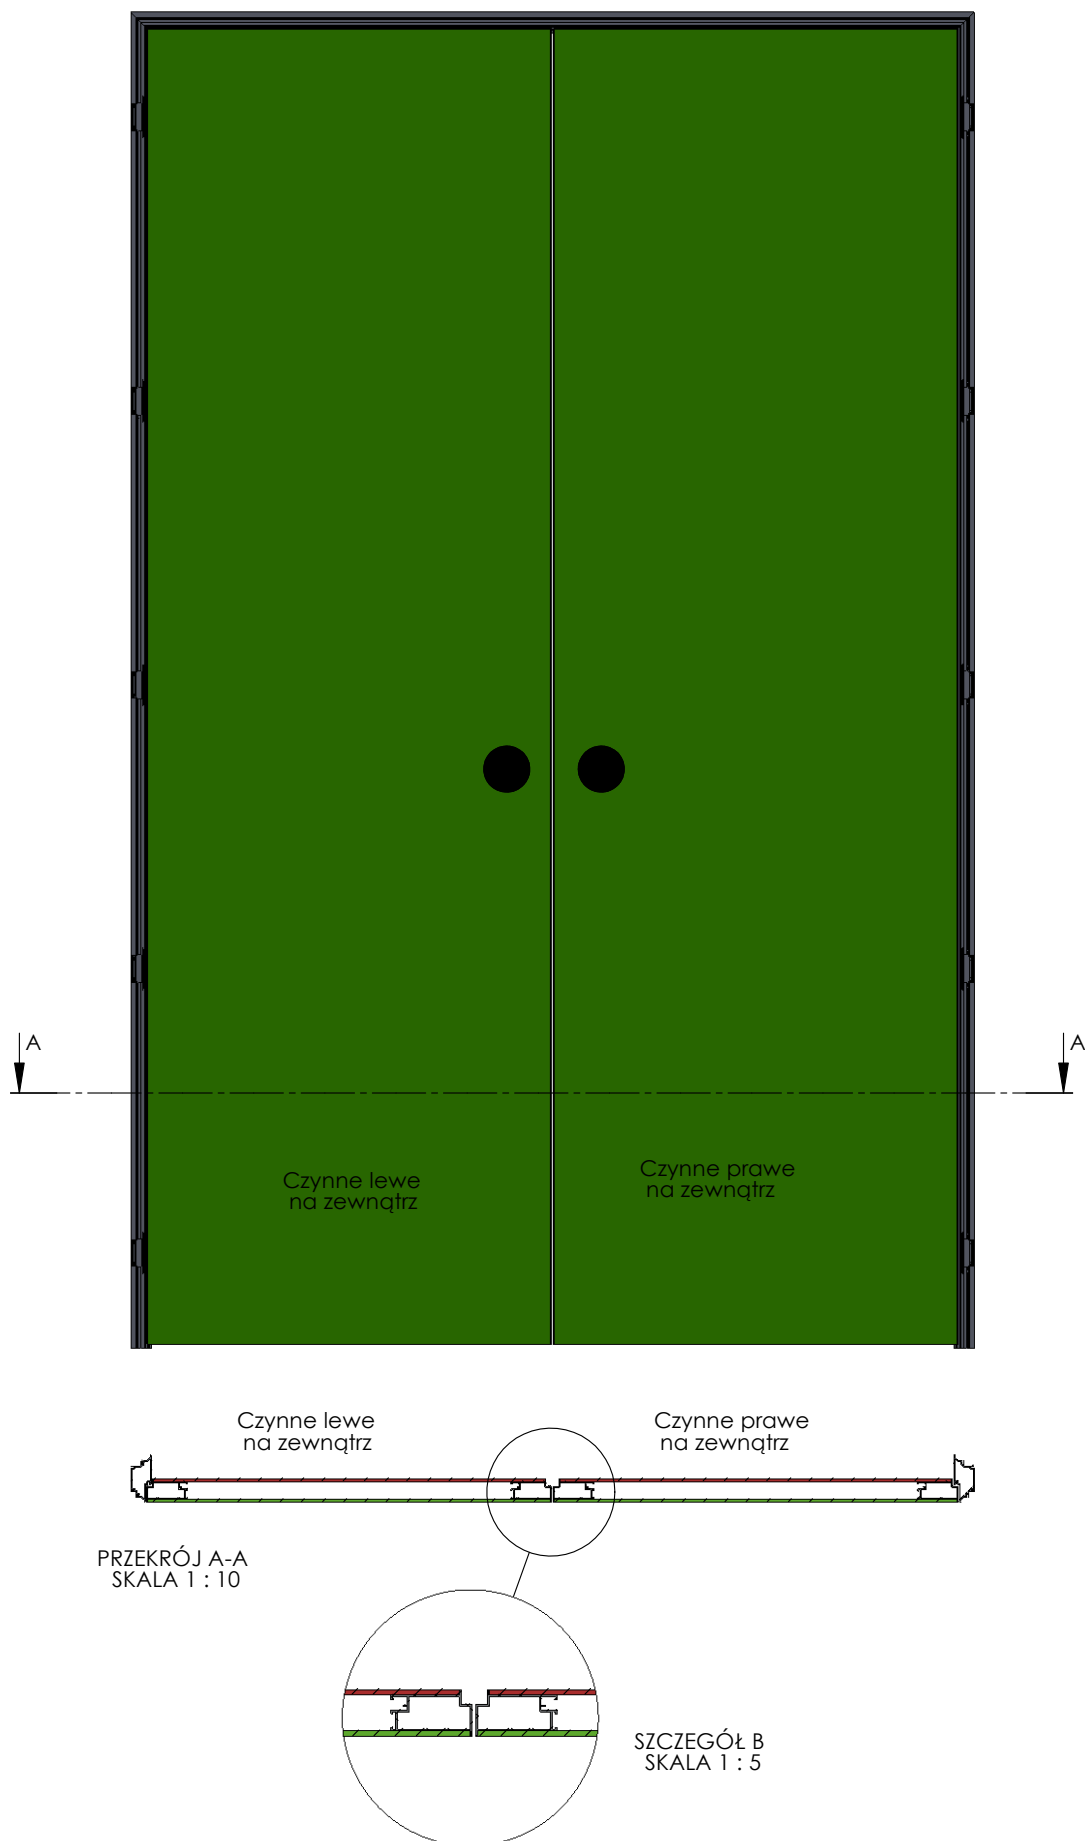 A
A
Czynne lewe
na zewnątrz
Czynne prawe
na zewnątrz
Czynne lewe
na zewnątrz
Czynne prawe
na zewnątrz
PRZEKRÓJ A-A
SKALA 1 : 10
SZCZEGÓŁ B
SKALA 1 : 5